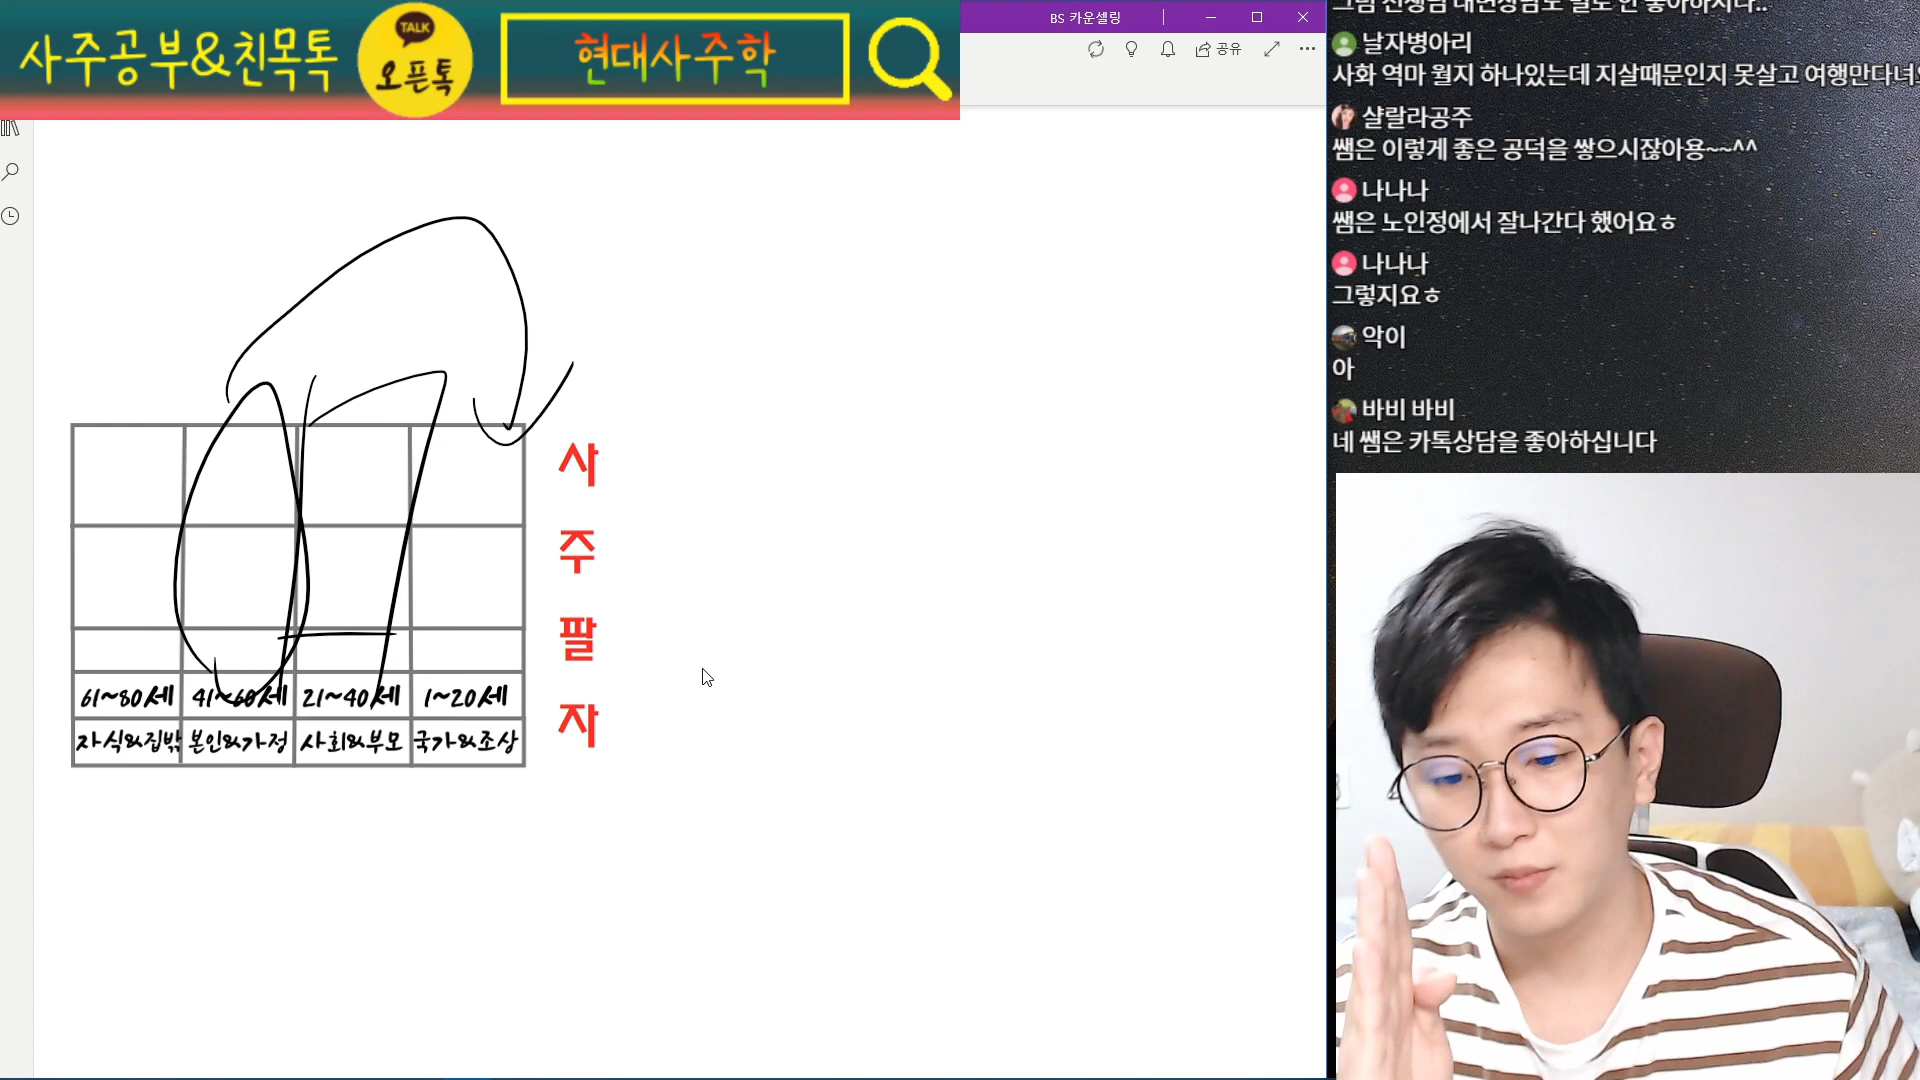 사주공부&친목톡
TALK
오픈톡
현대사주학
BS 카운셀링
공유
사
주
팔
자
61~80세 41~60세 21~40세 1~20세
자식&집밖 본인&가정 사회&부모 국가&조상
날자병아리
사화 역마 월지 하나있는데 지살때문인지 못살고 여행만다녀
샬랄라공주
쌤은 이렇게 좋은 공덕을 쌓으시잖아용~~^^
나나나
쌤은 노인정에서 잘나간다 했어요ㅎ
나나나
그렇지요ㅎ
악이
아
바비 바비
네 쌤은 카톡상담을 좋아하십니다